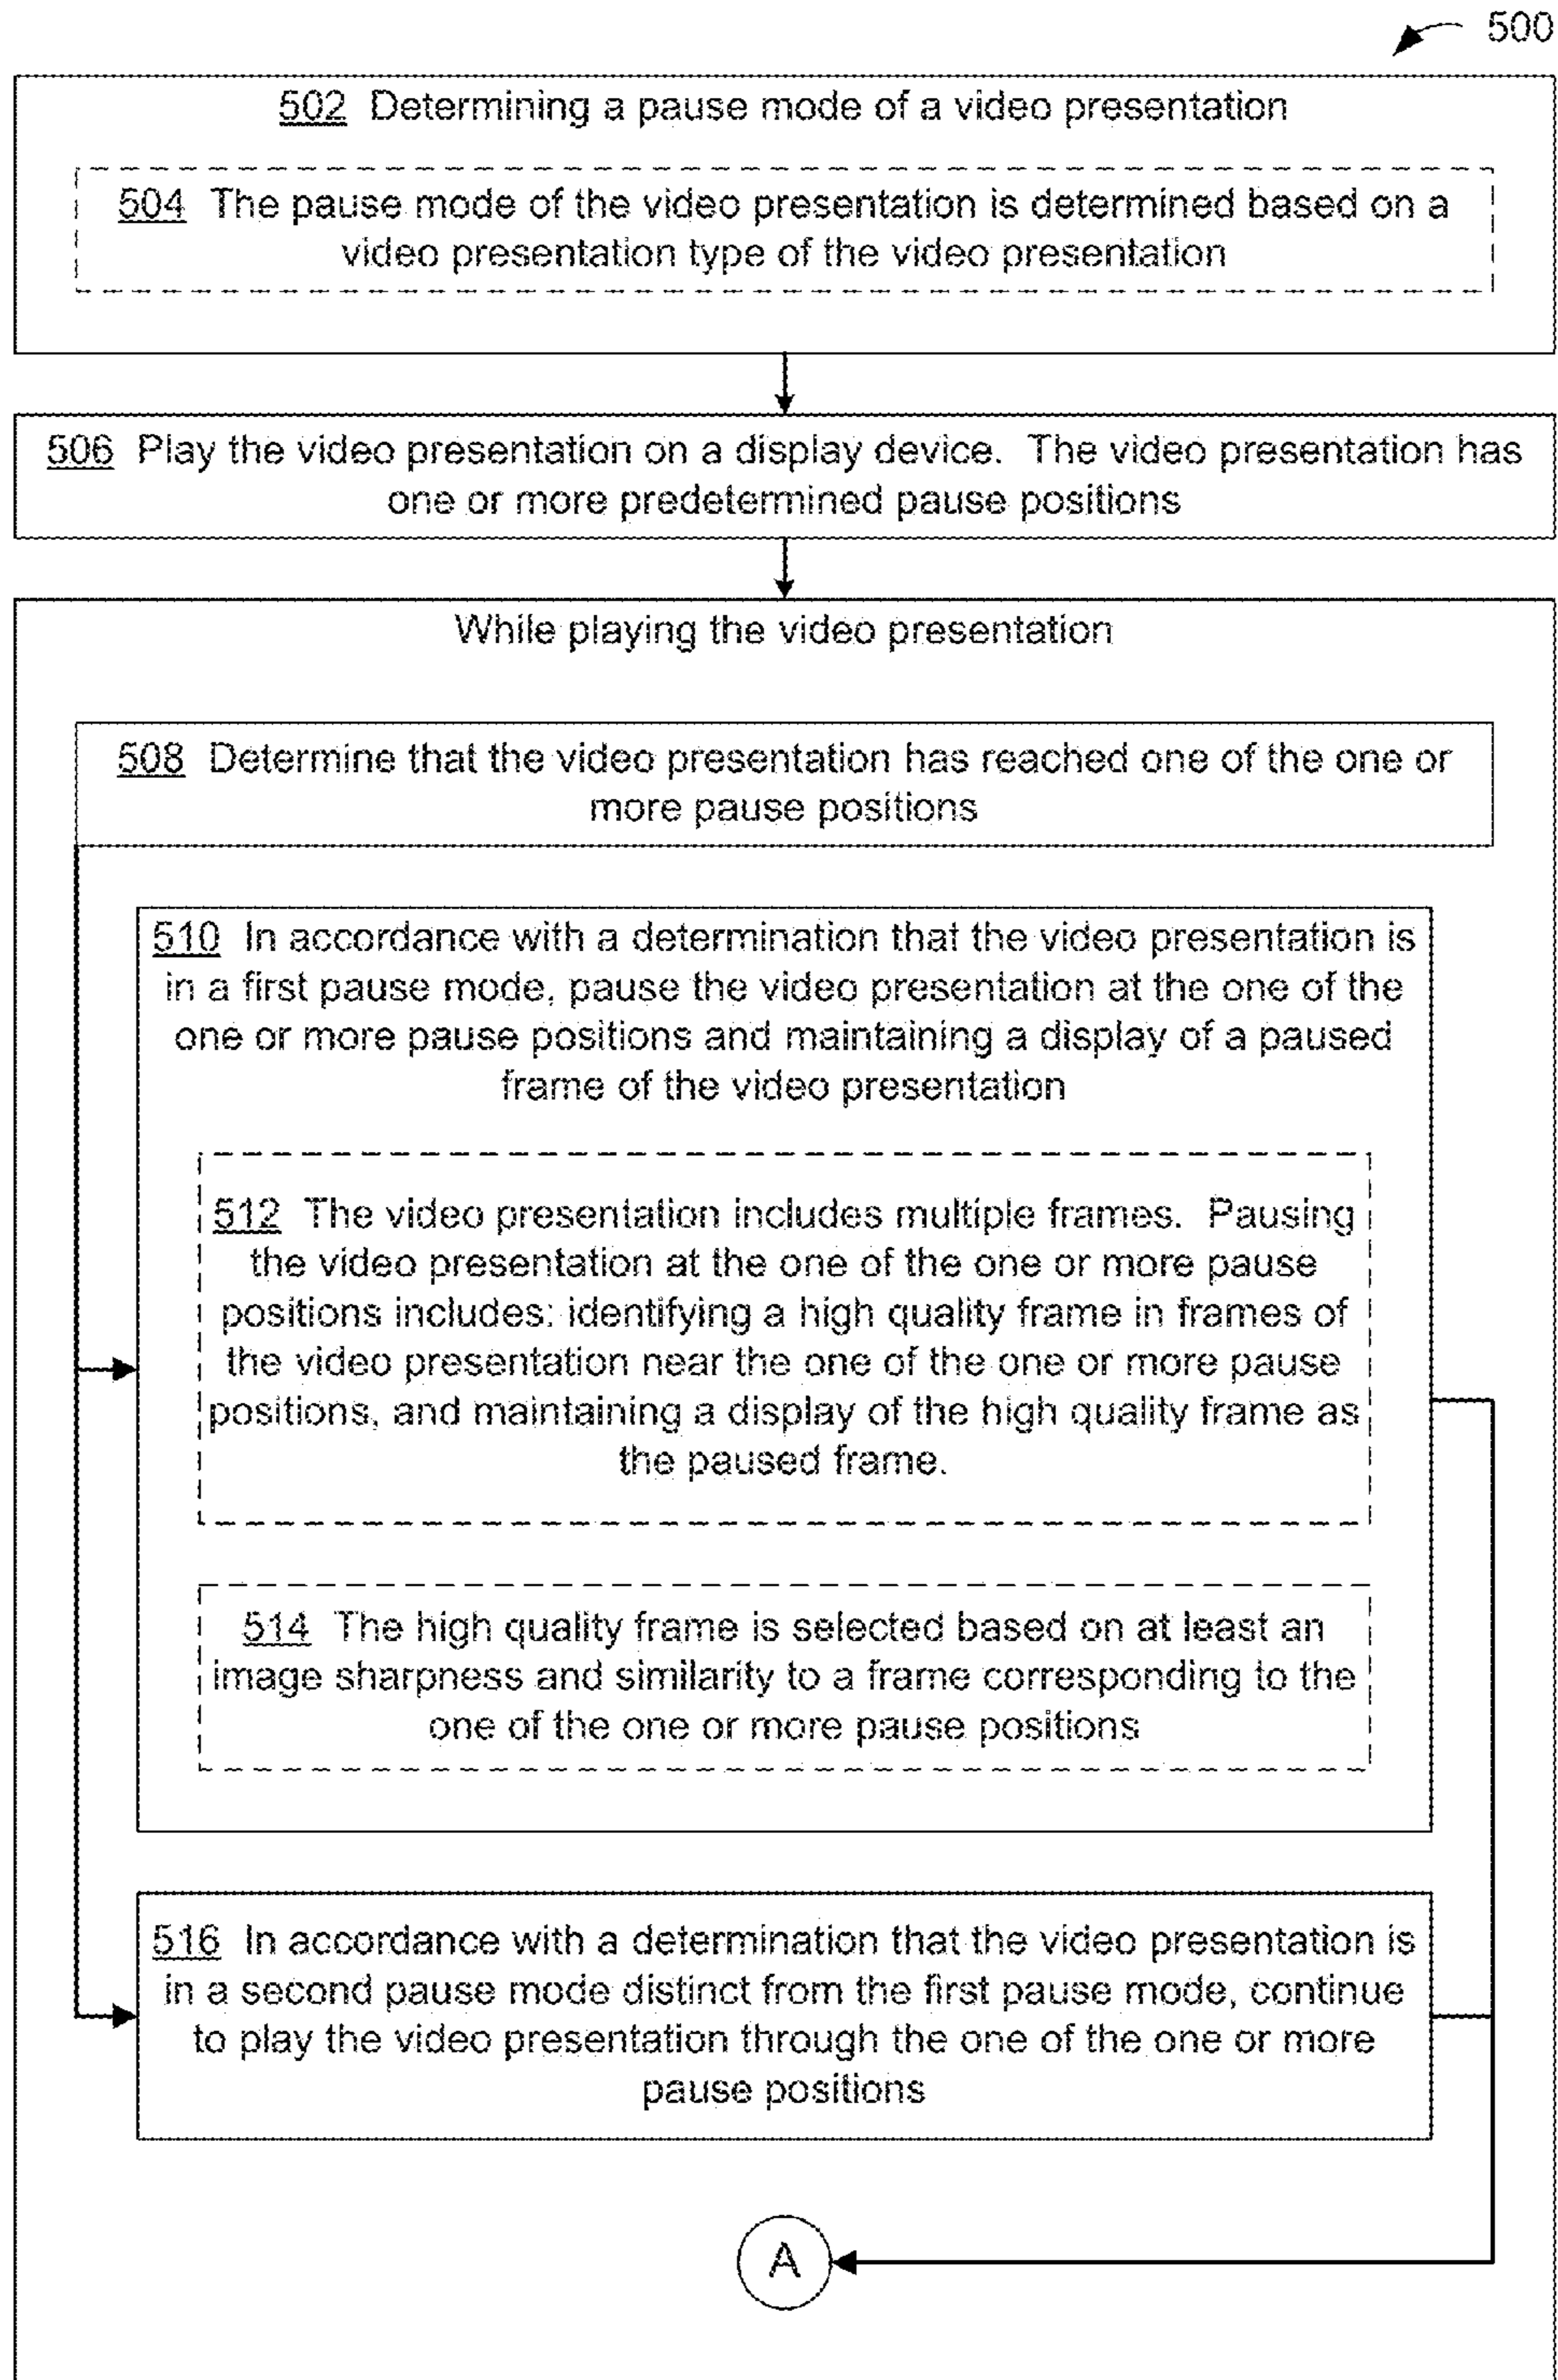 500
502 Determining a pause mode of a video presentation
504 The pause mode of the video presentation is determined based on a
video presentation type of the video presentation
506 Play the video presentation on a display device. The video presentation has
one or more predetermined pause positions
While playing the video presentation
508 Determine that the video presentation has reached one of the one or
more pause positions
510 In accordance with a determination that the video presentation is
in a first pause mode, pause the video presentation at the one of the
one or more pause positions and maintaining a display of a paused
frame of the video presentation
512 The video presentation includes multiple frames. Pausing
the video presentation at the one of the one or more pause
positions includes: identifying a high quality frame in frames of
the video presentation near the one of the one or more pause
positions, and maintaining a display of the high quality frame as
the paused frame.
514 The high quality frame is selected based on at least an
image sharpness and similarity to a frame corresponding to the
one of the one or more pause positions
516 In accordance with a determination that the video presentation is
in a second pause mode distinct from the first pause mode, continue
to play the video presentation through the one of the one or more
pause positions
A